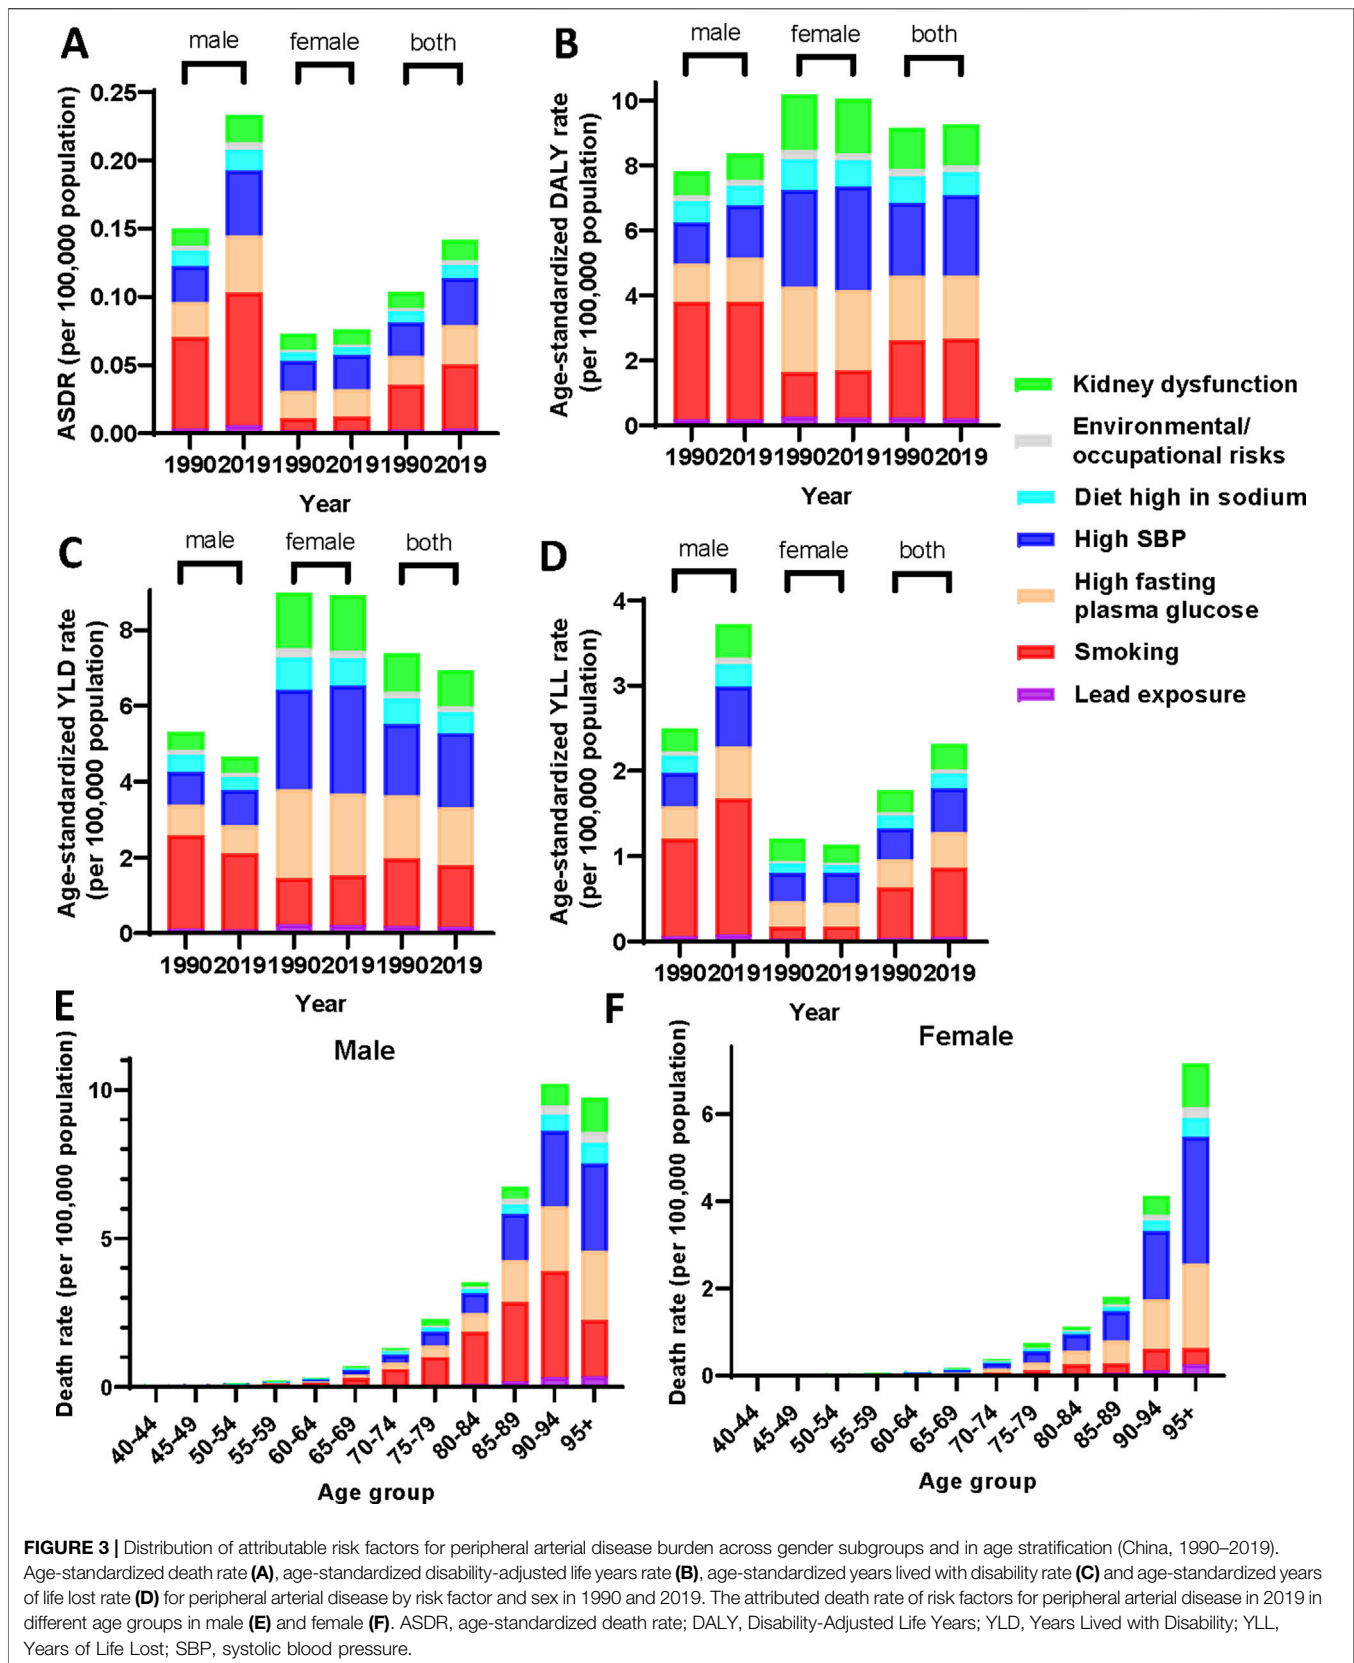 A
male
female
both
ASDR (per 100,000 population)
0.25
0.20
0.15
0.10
0.05
0.00
1990 2019 1990 2019 1990 2019
Year
B
male
female
both
Age-standardized DALY rate
(per 100,000 population)
10
8
6
4
2
0
1990 2019 1990 2019 1990 2019
Year
Kidney dysfunction
Environmental/
occupational risks
Diet high in sodium
High SBP
High fasting
plasma glucose
Smoking
Lead exposure
C
male
female
both
Age-standardized YLD rate
(per 100,000 population)
8
6
4
2
0
1990 2019 1990 2019 1990 2019
Year
D
male
female
both
Age-standardized YLL rate
(per 100,000 population)
4
3
2
1
0
1990 2019 1990 2019 1990 2019
Year
E
Male
Death rate (per 100,000 population)
10
5
0
40-44 45-49 50-54 55-59 60-64 65-69 70-74 75-79 80-84 85-89 90-94 95+
Age group
F
Female
Death rate (per 100,000 population)
6
4
2
0
40-44 45-49 50-54 55-59 60-64 65-69 70-74 75-79 80-84 85-89 90-94 95+
Age group
FIGURE 3 | Distribution of attributable risk factors for peripheral arterial disease burden across gender subgroups and in age stratification (China, 1990–2019).
Age-standardized death rate (A), age-standardized disability-adjusted life years rate (B), age-standardized years lived with disability rate (C) and age-standardized years
of life lost rate (D) for peripheral arterial disease by risk factor and sex in 1990 and 2019. The attributed death rate of risk factors for peripheral arterial disease in 2019 in
different age groups in male (E) and female (F). ASDR, age-standardized death rate; DALY, Disability-Adjusted Life Years; YLD, Years Lived with Disability; YLL,
Years of Life Lost; SBP, systolic blood pressure.